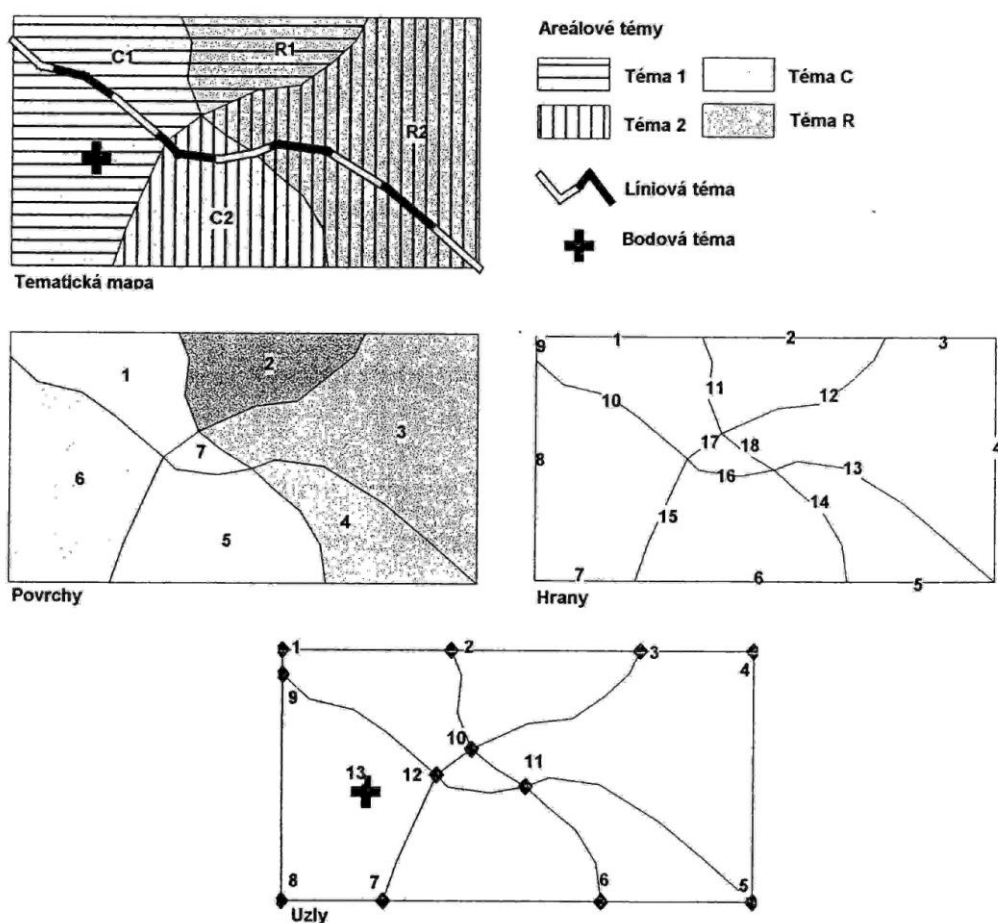 Areálové témy
C1
R1
Téma 1
Téma C
R2
Téma 2
Téma R
Líniová téma
C2
Bodová téma
Tematická mapa
1
2
3
7
6
4
5
Povrchy
1
2
3
9
11
12
10
17
18
4
8
16
13
14
15
7
6
5
Hrany
1
2
3
4
9
10
11
13
12
8
7
6
5
Uzly